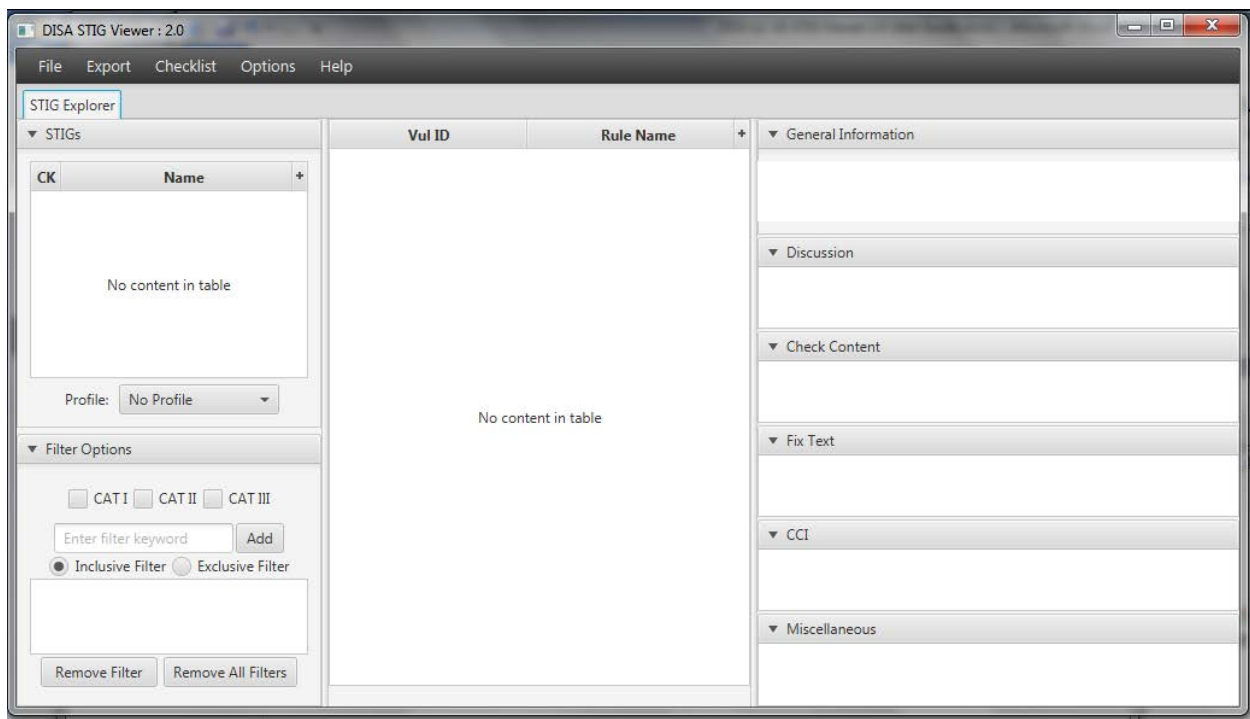 DISA STIG Viewer : 2.0
File Export Checklist Options Help
STIG Explorer
STIGs
CK Name +
No content in table
Profile: No Profile
Filter Options
CAT I CAT II CAT III
Enter filter keyword Add
Inclusive Filter Exclusive Filter
Remove Filter Remove All Filters
Vul ID Rule Name +
No content in table
General Information
Discussion
Check Content
Fix Text
CCI
Miscellaneous